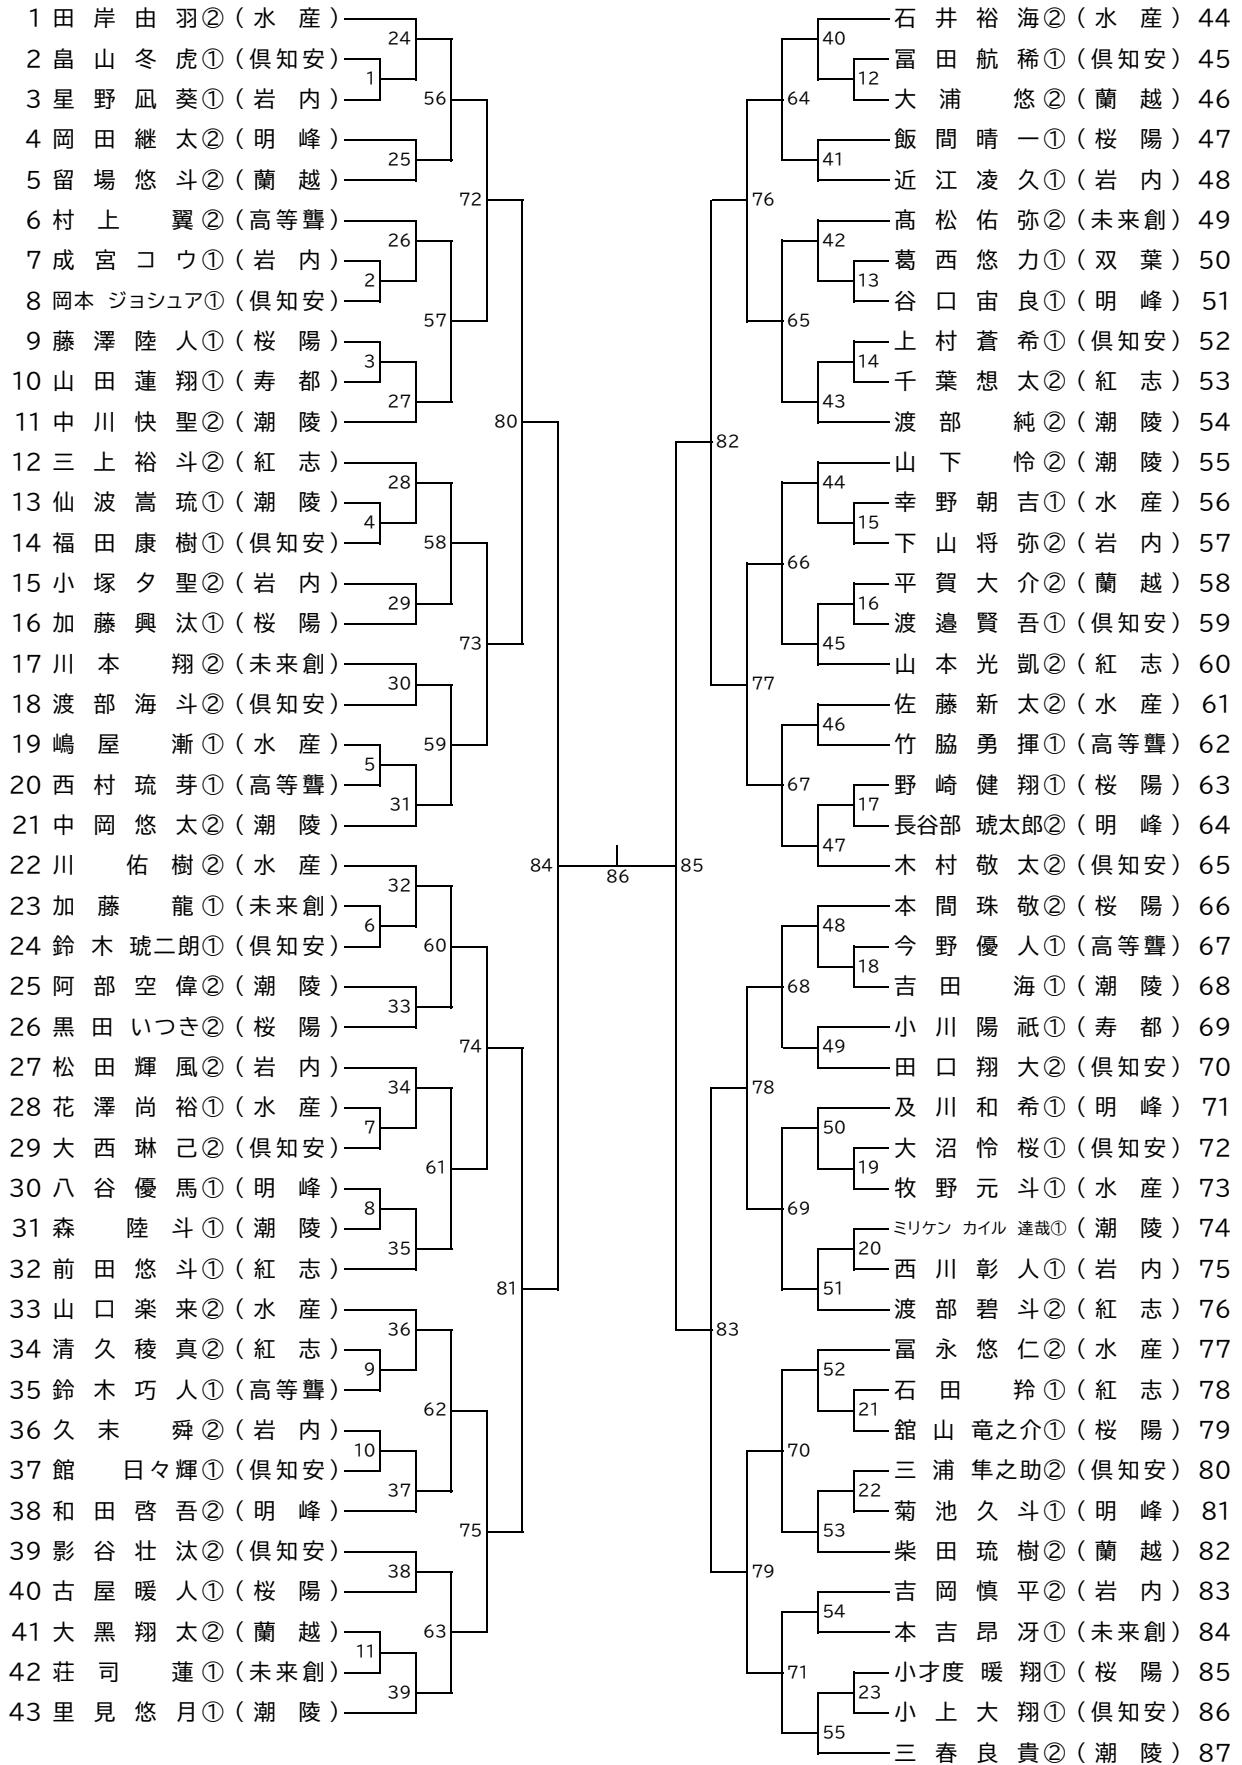 1 田岸由羽②（水産）
24
2 畠山冬虎①（倶知安）
1
3 星野凪葵①（岩内）
56
4 岡田継太②（明峰）
25
5 留場悠斗②（蘭越）
72
6 村上翼②（高等聾）
26
7 成宮コウ①（岩内）
2
8 岡本 ジョシュア①（倶知安）
57
9 藤澤陸人①（桜陽）
3
10 山田蓮翔①（寿都）
27
11 中川快聖②（潮陵）
80
12 三上裕斗②（紅志）
28
13 仙波嵩琉①（潮陵）
4
14 福田康樹①（倶知安）
58
15 小塚夕聖②（岩内）
29
16 加藤興汰①（桜陽）
73
17 川本翔②（未来創）
30
18 渡部海斗②（倶知安）
19 嶋屋漸①（水産）
59
5
20 西村琉芽①（高等聾）
31
21 中岡悠太②（潮陵）
22 川佑樹②（水産）
84
32
23 加藤龍①（未来創）
6
24 鈴木琥二朗①（倶知安）
60
25 阿部空偉②（潮陵）
33
26 黒田いつき②（桜陽）
74
27 松田輝風②（岩内）
34
28 花澤尚裕①（水産）
7
29 大西琳己②（倶知安）
61
30 八谷優馬①（明峰）
8
31 森陸斗①（潮陵）
35
32 前田悠斗①（紅志）
81
33 山口楽来②（水産）
36
34 清久稜真②（紅志）
9
35 鈴木巧人①（高等聾）
62
36 久末舜②（岩内）
10
37 館日々輝①（倶知安）
37
38 和田啓吾②（明峰）
75
39 影谷壮汰②（倶知安）
38
40 古屋暖人①（桜陽）
41 大黒翔太②（蘭越）
63
11
42 荘司蓮①（未来創）
39
43 里見悠月①（潮陵）
86
石井裕海②（水産）44
40
冨田航稀①（倶知安）45
12
大浦悠②（蘭越）46
64
飯間晴一①（桜陽）47
41
近江凌久①（岩内）48
76
髙松佑弥②（未来創）49
42
葛西悠力①（双葉）50
13
谷口宙良①（明峰）51
65
上村蒼希①（倶知安）52
14
千葉想太②（紅志）53
43
渡部純②（潮陵）54
82
山下怜②（潮陵）55
44
幸野朝吉①（水産）56
15
下山将弥②（岩内）57
66
平賀大介②（蘭越）58
16
渡邉賢吾①（倶知安）59
45
山本光凱②（紅志）60
77
佐藤新太②（水産）61
46
竹脇勇揮①（高等聾）62
67
野崎健翔①（桜陽）63
17
長谷部 琥太郎②（明峰）64
47
木村敬太②（倶知安）65
85
本間珠敬②（桜陽）66
48
今野優人①（高等聾）67
18
吉田海①（潮陵）68
68
小川陽祇①（寿都）69
49
田口翔大②（倶知安）70
78
及川和希①（明峰）71
50
大沼怜桜①（倶知安）72
19
牧野元斗①（水産）73
69
ミリケン カイル 達哉①（潮陵）74
20
西川彰人①（岩内）75
51
渡部碧斗②（紅志）76
83
冨永悠仁②（水産）77
52
石田羚①（紅志）78
21
舘山竜之介①（桜陽）79
70
三浦隼之助②（倶知安）80
22
菊池久斗①（明峰）81
53
柴田琉樹②（蘭越）82
79
吉岡慎平②（岩内）83
54
本吉昂冴①（未来創）84
71
小才度暖翔①（桜陽）85
23
小上大翔①（倶知安）86
55
三春良貴②（潮陵）87